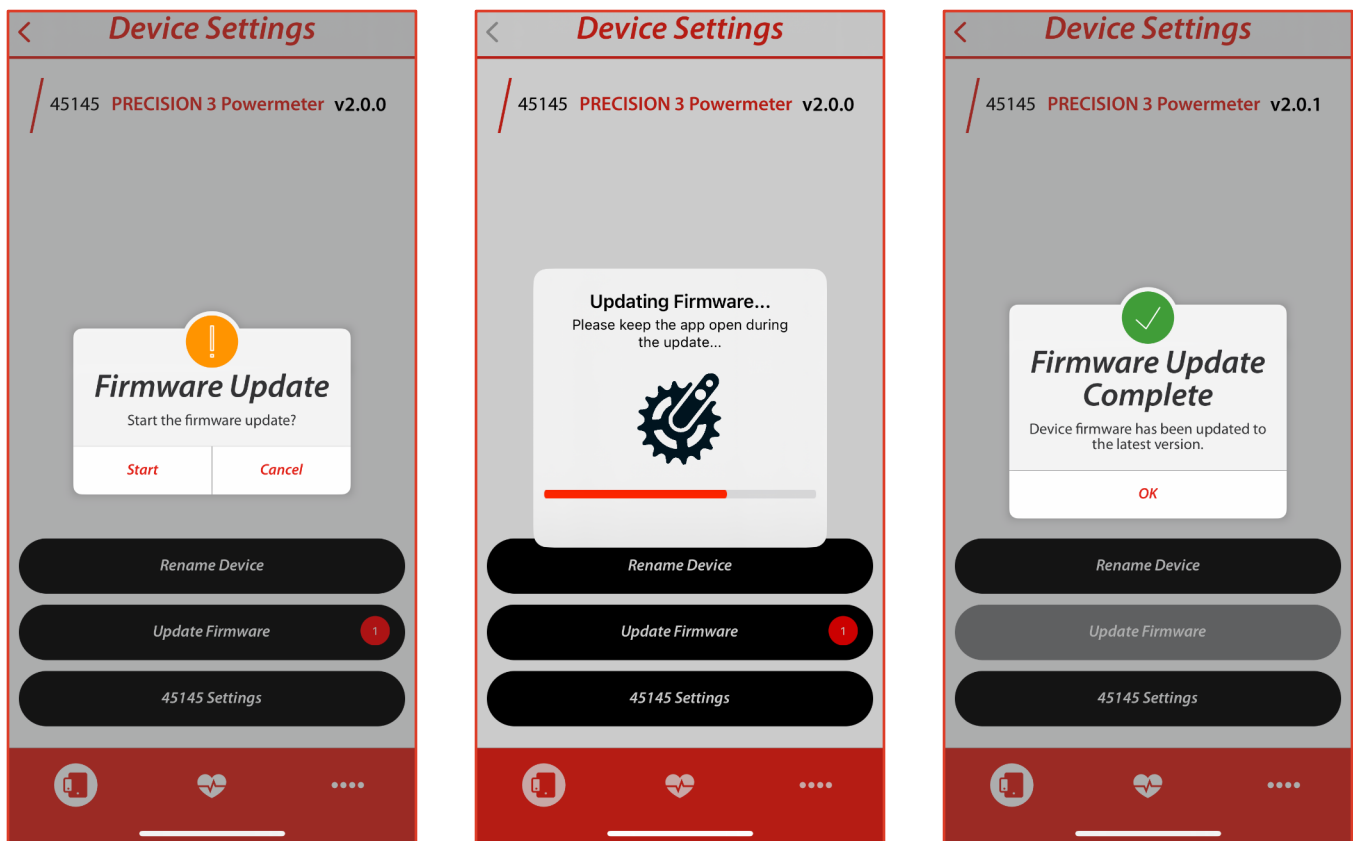 Device Settings
45145 PRECISION 3 Powermeter v2.0.0
Firmware Update
Start the firmware update?
Start Cancel
Rename Device
Update Firmware 1
45145 Settings
Device Settings
45145 PRECISION 3 Powermeter v2.0.0
Updating Firmware...
Please keep the app open during
the update...
Rename Device
Update Firmware 1
45145 Settings
Device Settings
45145 PRECISION 3 Powermeter v2.0.1
Firmware Update
Complete
Device firmware has been updated to
the latest version.
OK
Rename Device
Update Firmware
45145 Settings